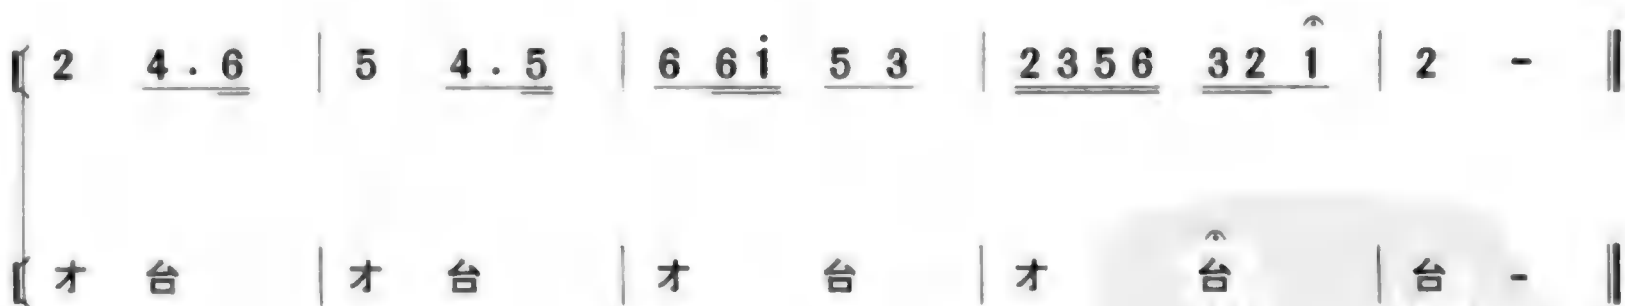 2 4 . 6 | 5 4 . 5 | 6 6 i 5 3 | 2 3 5 6 3 2 1 | 2 -
才 台 | 才 台 | 才 台 | 才 台 | 台 -